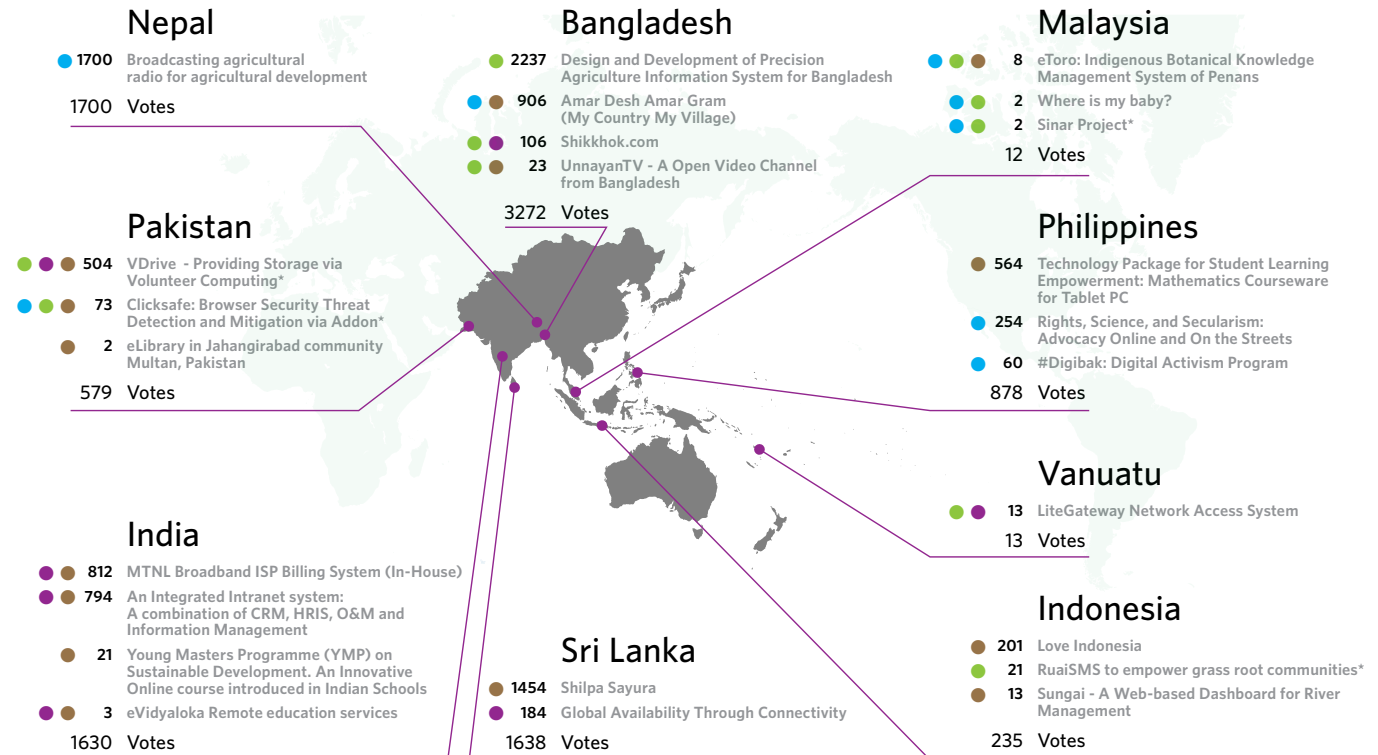 Nepal
1700 Broadcasting agricultural
radio for agricultural development
1700 Votes
Bangladesh
2237 Design and Development of Precision
Agriculture Information System for Bangladesh
906 Amar Desh Amar Gram
(My Country My Village)
106 Shikkhok.com
23 UnnayanTV - A Open Video Channel
from Bangladesh
3272 Votes
Malaysia
8 eToro: Indigenous Botanical Knowledge
Management System of Penans
2 Where is my baby?
2 Sinar Project*
12 Votes
Pakistan
504 VDrive - Providing Storage via
Volunteer Computing*
73 Clicksafe: Browser Security Threat
Detection and Mitigation via Addon*
2 eLibrary in Jahangirabad community
Multan, Pakistan
579 Votes
Philippines
564 Technology Package for Student Learning
Empowerment: Mathematics Courseware
for Tablet PC
254 Rights, Science, and Secularism:
Advocacy Online and On the Streets
60 #Digibak: Digital Activism Program
878 Votes
Vanuatu
13 LiteGateway Network Access System
13 Votes
India
812 MTNL Broadband ISP Billing System (In-House)
794 An Integrated Intranet system:
A combination of CRM, HRIS, O&M and
Information Management
21 Young Masters Programme (YMP) on
Sustainable Development. An Innovative
Online course introduced in Indian Schools
3 eVidyaloka Remote education services
1630 Votes
Sri Lanka
1454 Shilpa Sayura
184 Global Availability Through Connectivity
1638 Votes
Indonesia
201 Love Indonesia
21 RuaiSMS to empower grass root communities*
13 Sungai - A Web-based Dashboard for River
Management
235 Votes